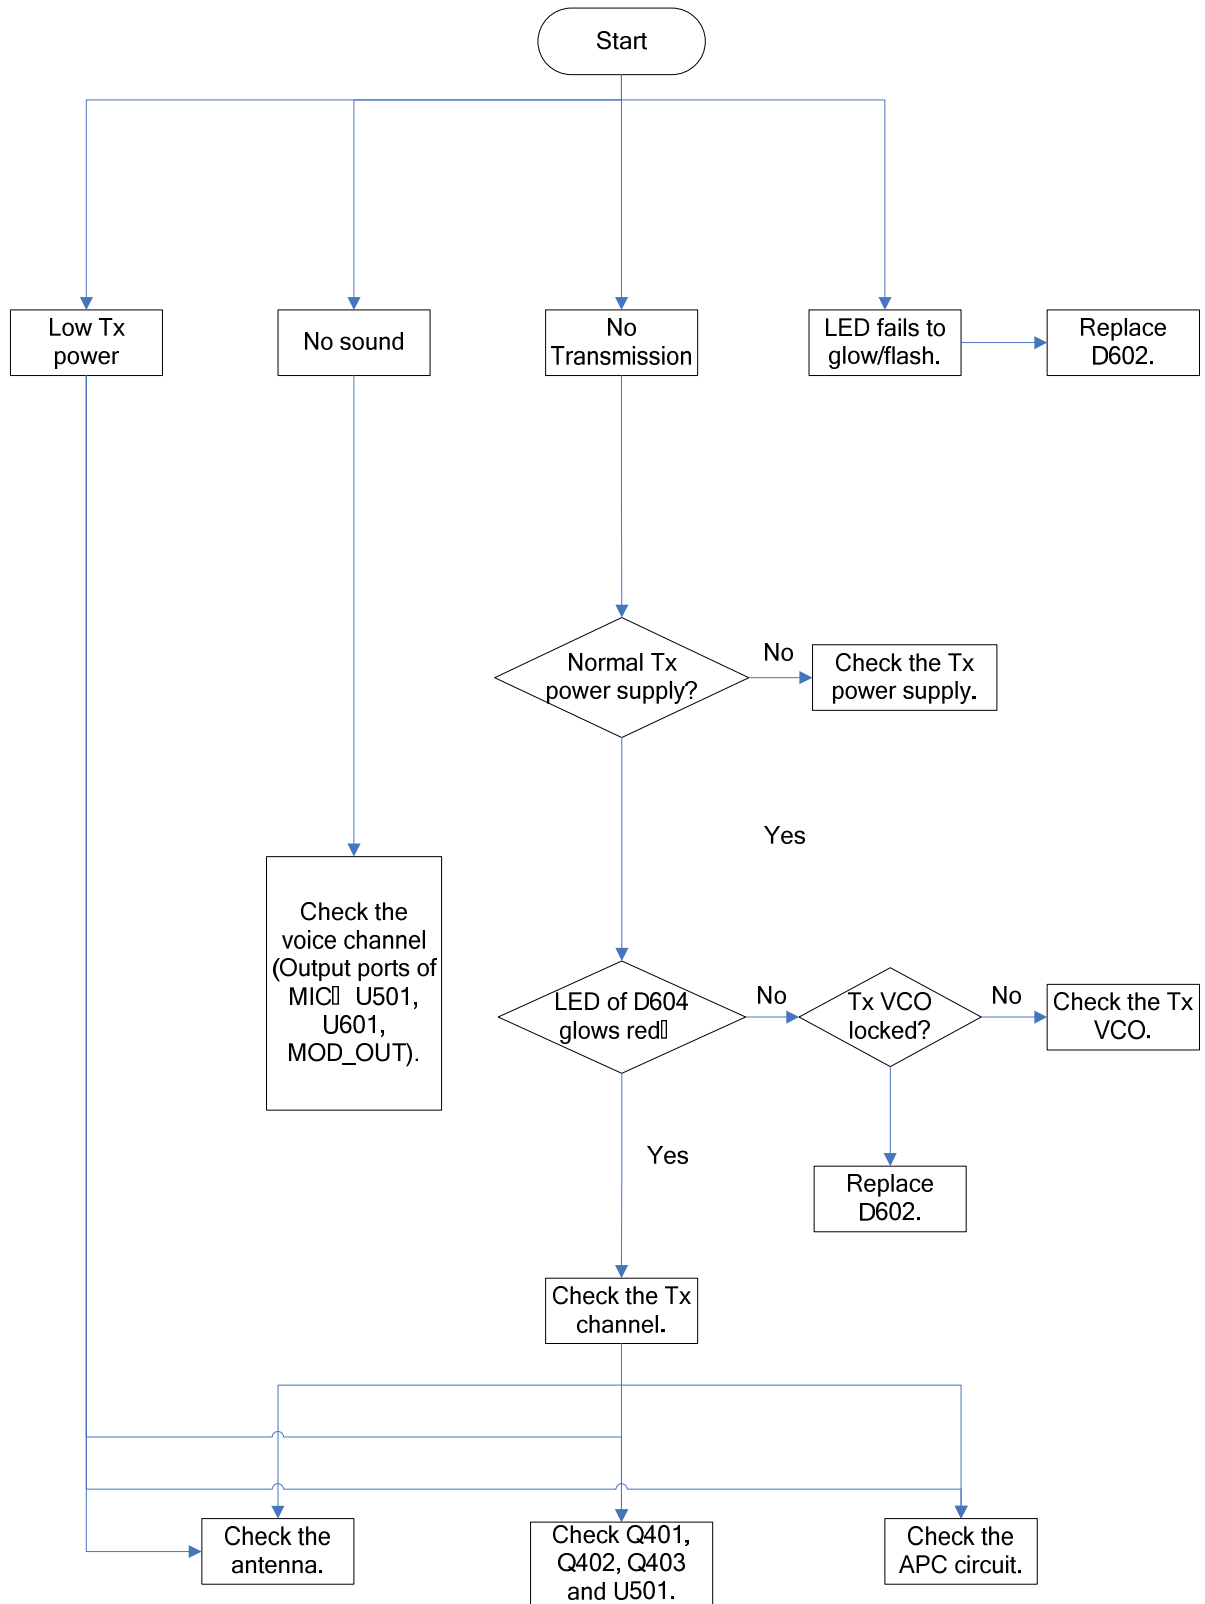 Start
Low Tx
power
No sound
No
Transmission
LED fails to
glow/flash.
Replace
D602.
Normal Tx
power supply?
No
Check the Tx
power supply.
Yes
Check the
voice channel
(Output ports of
MIC▯ U501,
U601,
MOD_OUT).
LED of D604
glows red▯
No
Tx VCO
locked?
No
Check the Tx
VCO.
Yes
Replace
D602.
Check the Tx
channel.
Check the
antenna.
Check Q401,
Q402, Q403
and U501.
Check the
APC circuit.